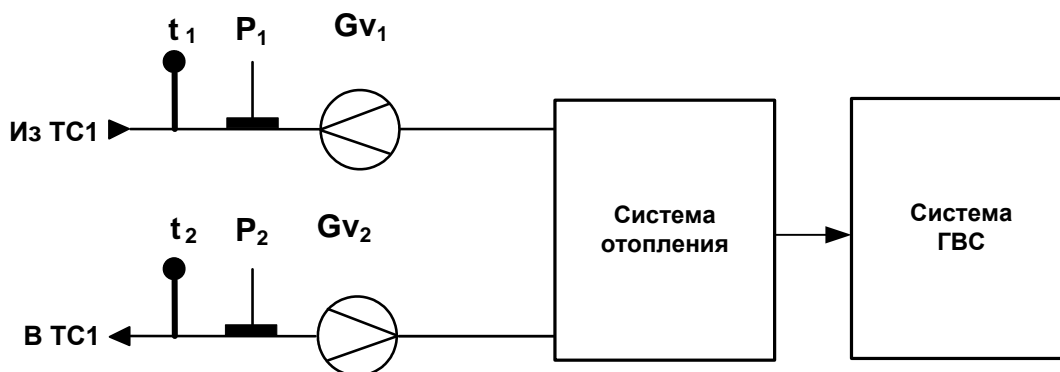 t 1 P1 Gv1
Из ТС1
Система
отопления
Система
ГВС
t 2 P2 Gv2
В ТС1